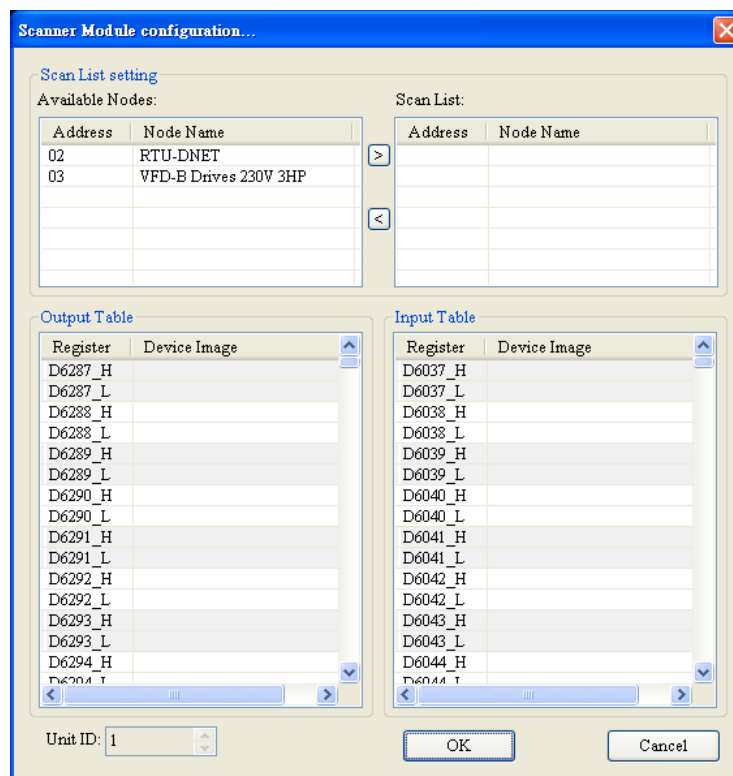 Scanner Module configuration...
Scan List setting
Available Nodes:
Address Node Name
02 RTU-DNET
03 VFD-B Drives 230V 3HP
>
<
Scan List:
Address Node Name
Output Table
Register Device Image
D6287_H
D6287_L
D6288_H
D6288_L
D6289_H
D6289_L
D6290_H
D6290_L
D6291_H
D6291_L
D6292_H
D6292_L
D6293_H
D6293_L
D6294_H
D6294_L
Input Table
Register Device Image
D6037_H
D6037_L
D6038_H
D6038_L
D6039_H
D6039_L
D6040_H
D6040_L
D6041_H
D6041_L
D6042_H
D6042_L
D6043_H
D6043_L
D6044_H
D6044_L
Unit ID: 1
OK
Cancel